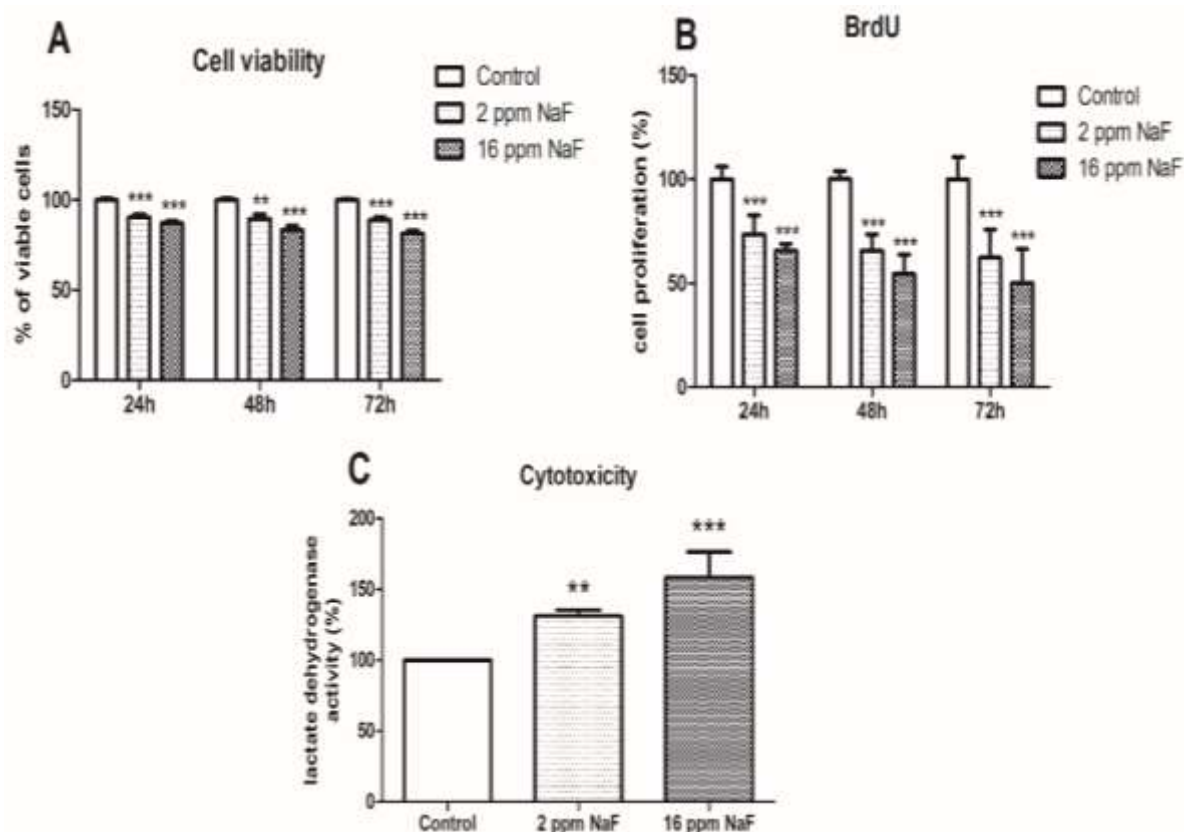 A
Cell viability
Control
2 ppm NaF
16 ppm NaF
% of viable cells
150
100
50
0
*** ***
** ***
*** ***
24h 48h 72h
B
BrdU
Control
2 ppm NaF
16 ppm NaF
cell proliferation (%)
150
100
50
0
*** ***
*** ***
*** ***
24h 48h 72h
C
Cytotoxicity
lactate dehydrogenase
activity (%)
200
150
100
50
0
**
***
Control 2 ppm NaF 16 ppm NaF